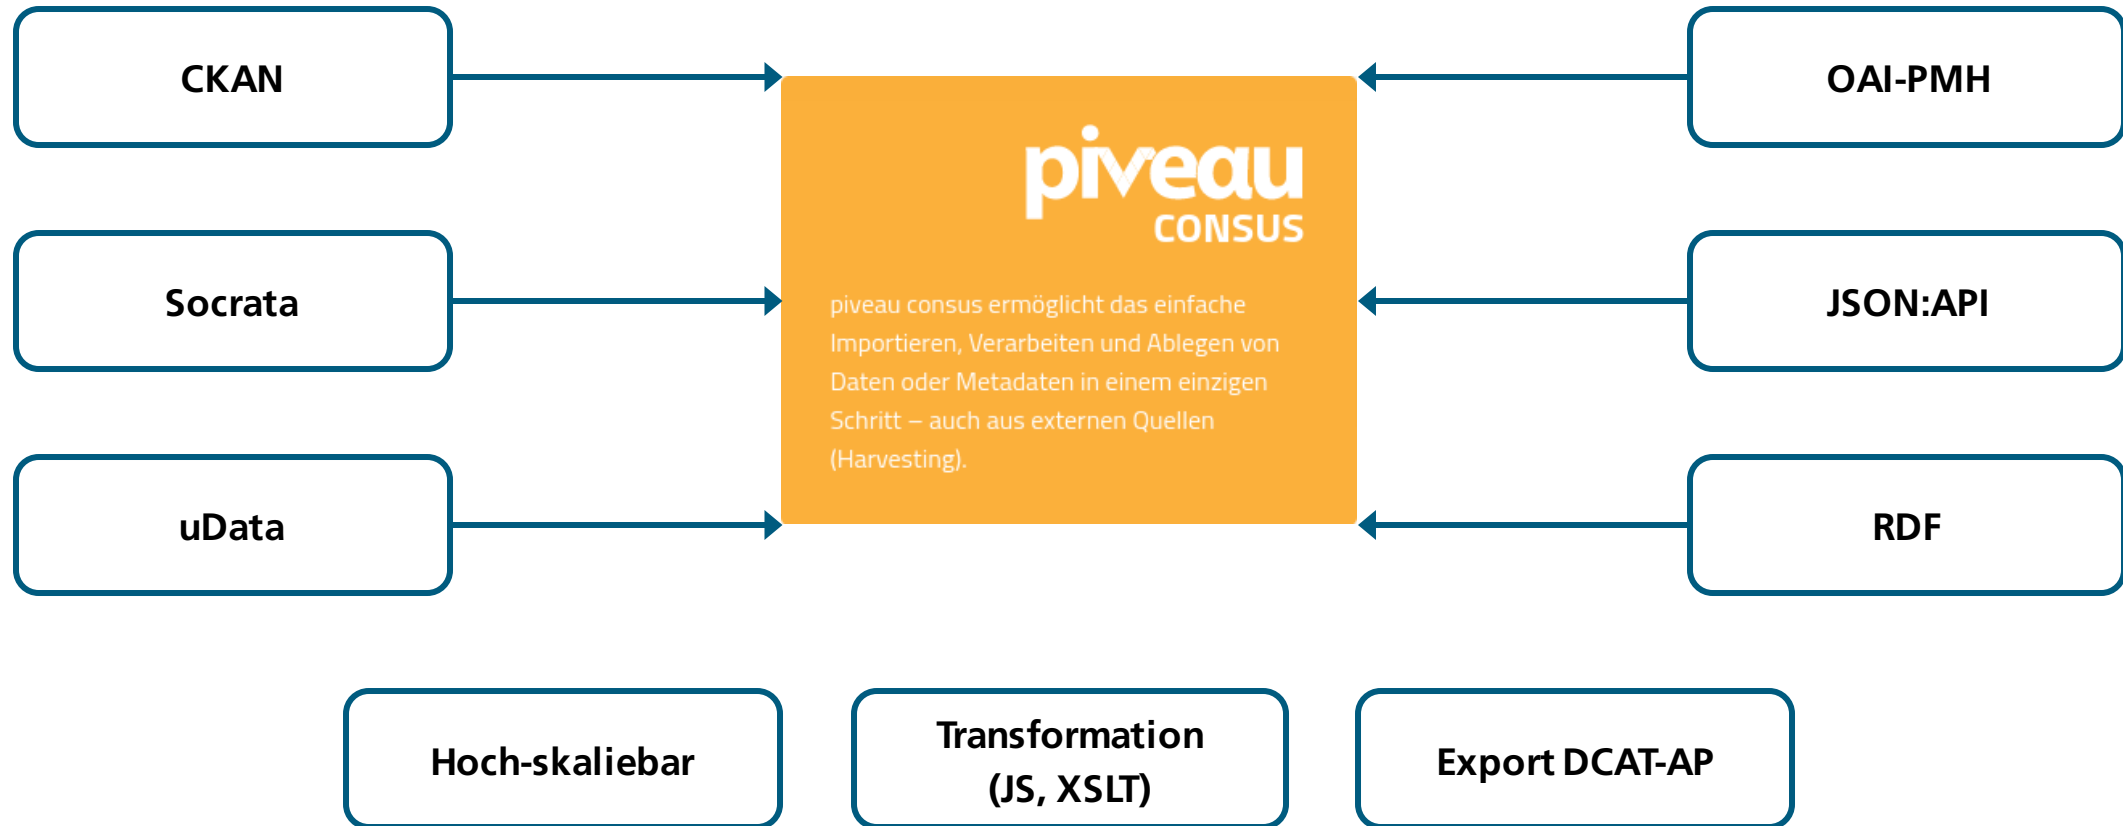 CKAN
Socrata
uData
piveau
CONSUS
piveau consus ermöglicht das einfache
Importieren, Verarbeiten und Ablegen von
Daten oder Metadaten in einem einzigen
Schritt – auch aus externen Quellen
(Harvesting).
OAI-PMH
JSON:API
RDF
Hoch-skaliebar
Transformation
(JS, XSLT)
Export DCAT-AP